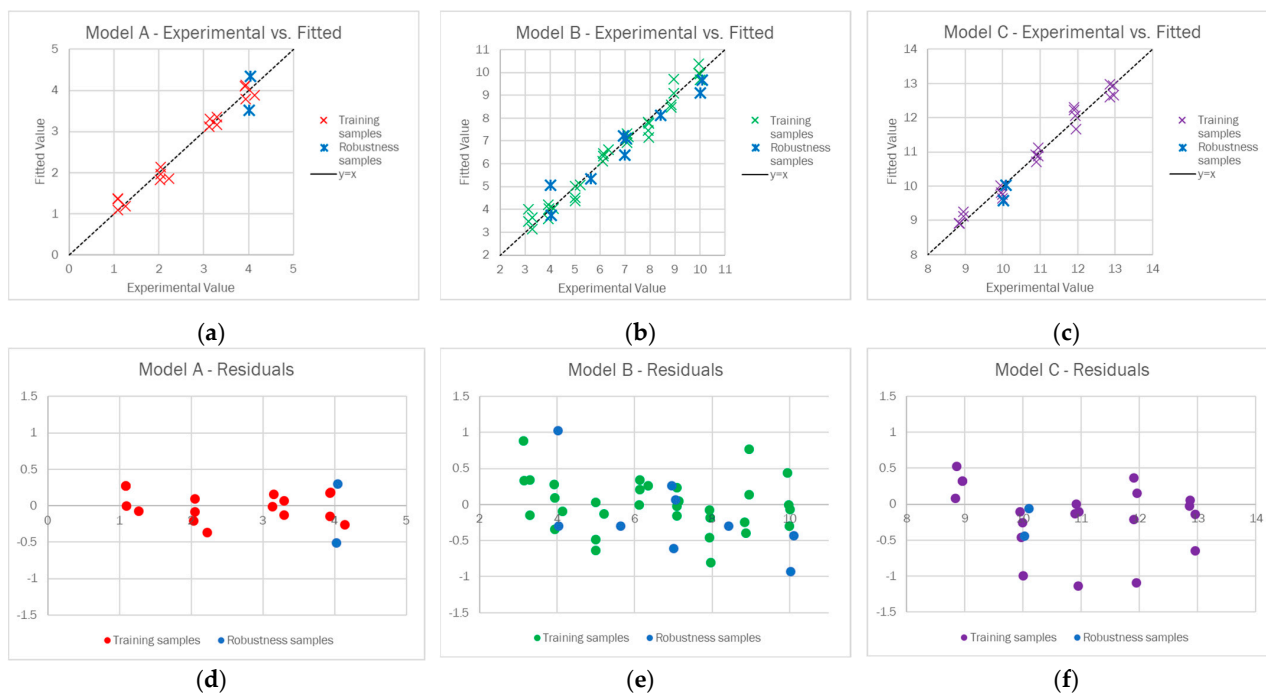 Model A - Experimental vs. Fitted
5
4
3
2
1
0
0 1 2 3 4 5
Fitted Value
Experimental Value
Training
samples
Robustness
samples
y=x
(a)
Model B - Experimental vs. Fitted
11
10
9
8
7
6
5
4
3
2
2 3 4 5 6 7 8 9 10 11
Fitted Value
Experimental Value
Training
samples
Robustness
samples
y=x
(b)
Model C - Experimental vs. Fitted
14
13
12
11
10
9
8
8 9 10 11 12 13 14
Fitted Value
Experimental Value
Training
samples
Robustness
samples
y=x
(c)
Model A - Residuals
1.5
1
0.5
0
-0.5
-1
-1.5
0 1 2 3 4 5
Training samples Robustness samples
(d)
Model B - Residuals
1.5
1
0.5
0
-0.5
-1
-1.5
2 4 6 8 10
Training samples Robustness samples
(e)
Model C - Residuals
1.5
1
0.5
0
-0.5
-1
-1.5
8 9 10 11 12 13 14
Training samples Robustness samples
(f)